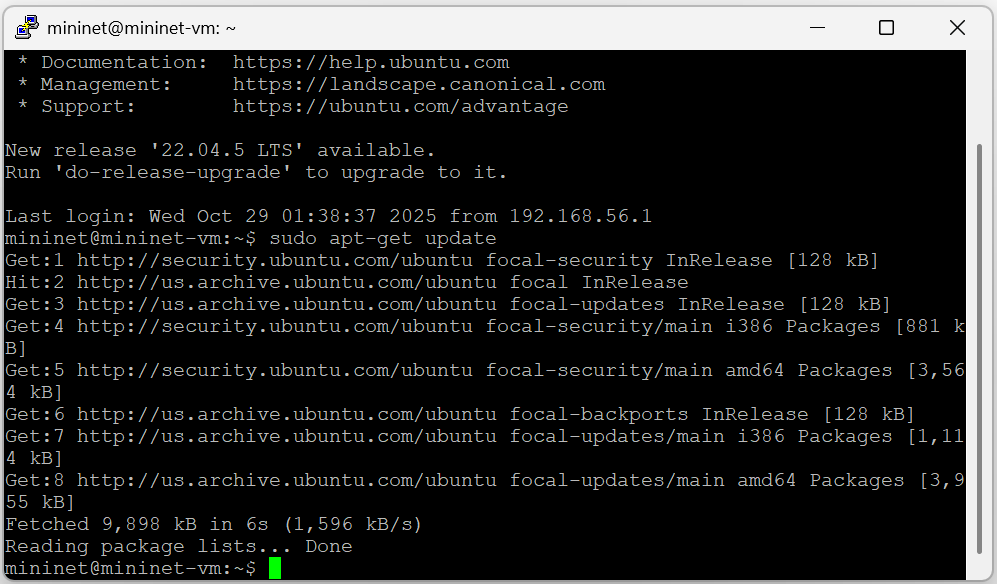 mininet@mininet-vm: ~
* Documentation:  https://help.ubuntu.com
* Management:     https://landscape.canonical.com
* Support:        https://ubuntu.com/advantage
New release '22.04.5 LTS' available.
Run 'do-release-upgrade' to upgrade to it.
Last login: Wed Oct 29 01:38:37 2025 from 192.168.56.1
mininet@mininet-vm:~$ sudo apt-get update
Get:1 http://security.ubuntu.com/ubuntu focal-security InRelease [128 kB]
Hit:2 http://us.archive.ubuntu.com/ubuntu focal InRelease
Get:3 http://us.archive.ubuntu.com/ubuntu focal-updates InRelease [128 kB]
Get:4 http://security.ubuntu.com/ubuntu focal-security/main i386 Packages [881 k
B]
Get:5 http://security.ubuntu.com/ubuntu focal-security/main amd64 Packages [3,56
4 kB]
Get:6 http://us.archive.ubuntu.com/ubuntu focal-backports InRelease [128 kB]
Get:7 http://us.archive.ubuntu.com/ubuntu focal-updates/main i386 Packages [1,11
4 kB]
Get:8 http://us.archive.ubuntu.com/ubuntu focal-updates/main amd64 Packages [3,9
55 kB]
Fetched 9,898 kB in 6s (1,596 kB/s)
Reading package lists... Done
mininet@mininet-vm:~$